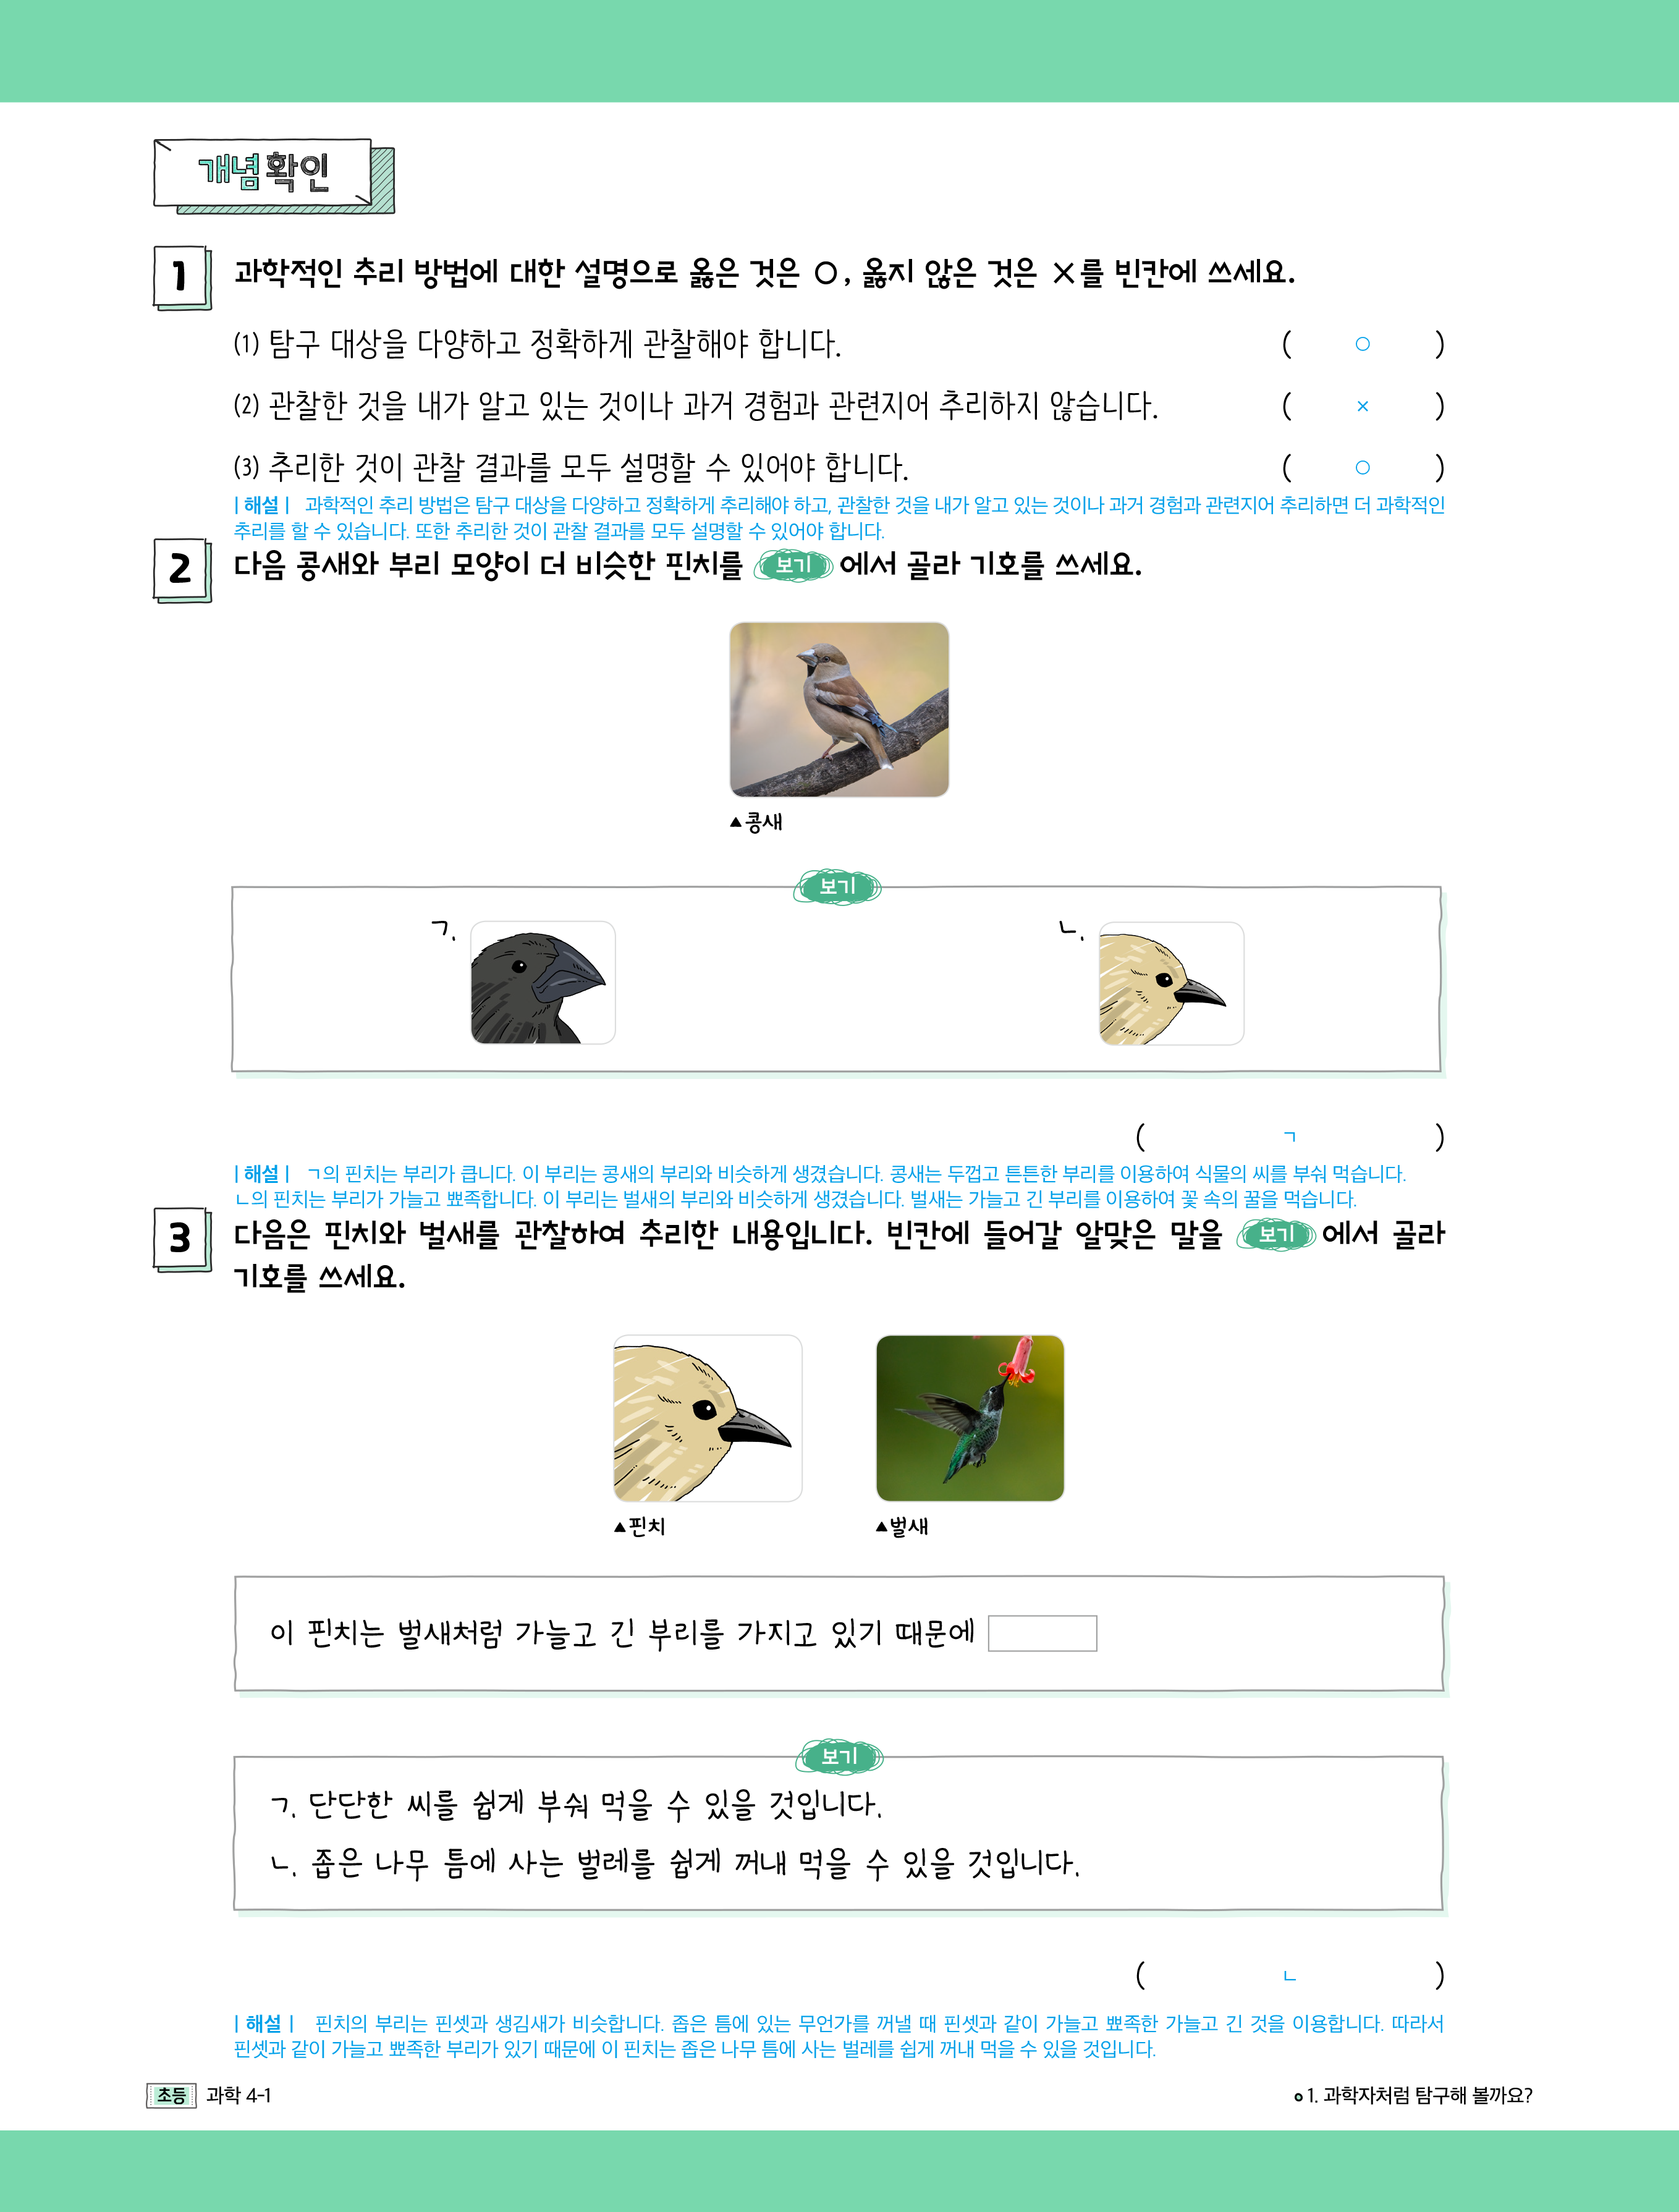 개념확인
1 과학적인 추리 방법에 대한 설명으로 옳은 것은 ○, 옳지 않은 것은 ×를 빈칸에 쓰세요.
(1) 탐구 대상을 다양하고 정확하게 관찰해야 합니다. ( ○ )
(2) 관찰한 것을 내가 알고 있는 것이나 과거 경험과 관련지어 추리하지 않습니다. ( × )
(3) 추리한 것이 관찰 결과를 모두 설명할 수 있어야 합니다. ( ○ )
| 해설 | 과학적인 추리 방법은 탐구 대상을 다양하고 정확하게 추리해야 하고, 관찰한 것을 내가 알고 있는 것이나 과거 경험과 관련지어 추리하면 더 과학적인
추리를 할 수 있습니다. 또한 추리한 것이 관찰 결과를 모두 설명할 수 있어야 합니다.
2 다음 콩새와 부리 모양이 더 비슷한 핀치를 보기 에서 골라 기호를 쓰세요.
▲콩새
보기
ㄱ. ㄴ.
( ㄱ )
| 해설 | ㄱ의 핀치는 부리가 큽니다. 이 부리는 콩새의 부리와 비슷하게 생겼습니다. 콩새는 두껍고 튼튼한 부리를 이용하여 식물의 씨를 부숴 먹습니다.
ㄴ의 핀치는 부리가 가늘고 뾰족합니다. 이 부리는 벌새의 부리와 비슷하게 생겼습니다. 벌새는 가늘고 긴 부리를 이용하여 꽃 속의 꿀을 먹습니다.
3 다음은 핀치와 벌새를 관찰하여 추리한 내용입니다. 빈칸에 들어갈 알맞은 말을 보기 에서 골라
기호를 쓰세요.
▲핀치 ▲벌새
이 핀치는 벌새처럼 가늘고 긴 부리를 가지고 있기 때문에
보기
ㄱ. 단단한 씨를 쉽게 부숴 먹을 수 있을 것입니다.
ㄴ. 좁은 나무 틈에 사는 벌레를 쉽게 꺼내 먹을 수 있을 것입니다.
( ㄴ )
| 해설 | 핀치의 부리는 핀셋과 생김새가 비슷합니다. 좁은 틈에 있는 무언가를 꺼낼 때 핀셋과 같이 가늘고 뾰족한 가늘고 긴 것을 이용합니다. 따라서
핀셋과 같이 가늘고 뾰족한 부리가 있기 때문에 이 핀치는 좁은 나무 틈에 사는 벌레를 쉽게 꺼내 먹을 수 있을 것입니다.
초등 과학 4-1 1. 과학자처럼 탐구해 볼까요?